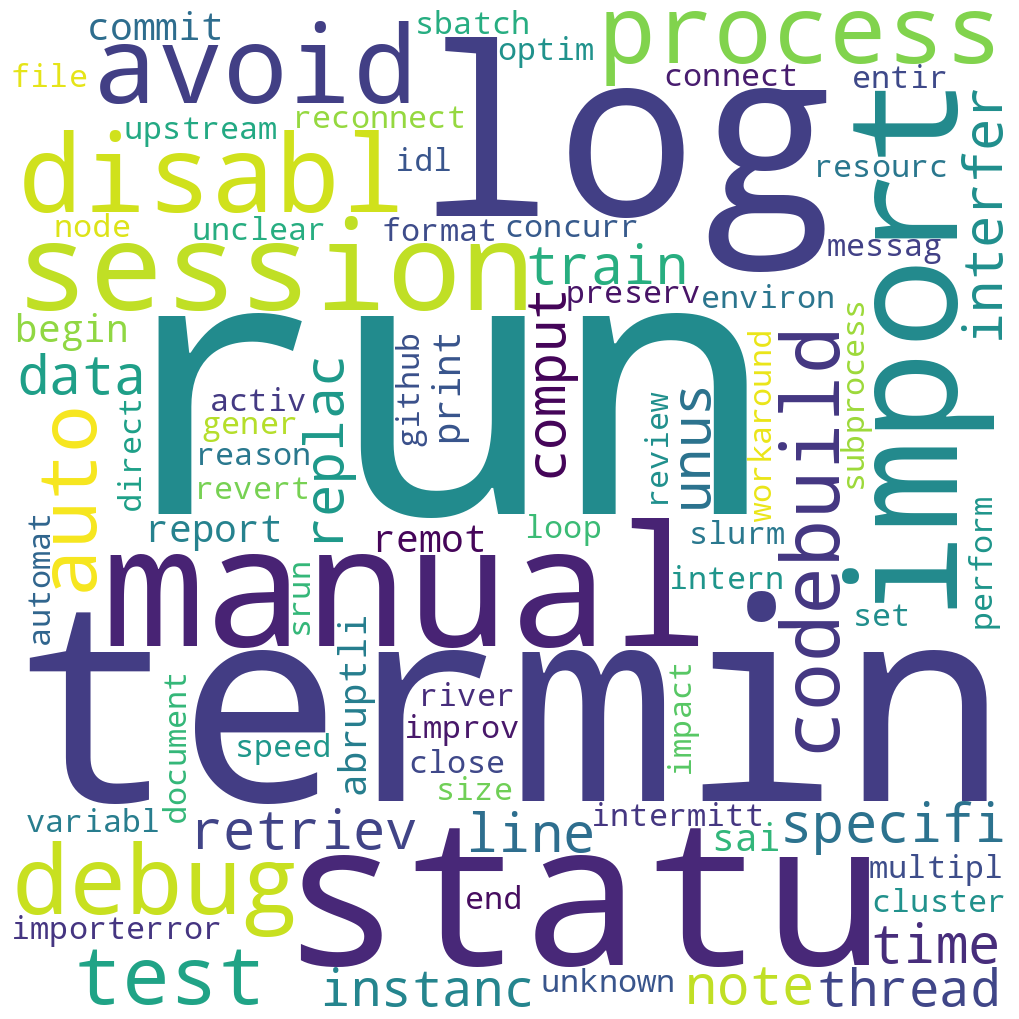 commit
sbatch
process
avoid
log
optim
file
connect
entir
import
interfer
upstream
reconnect
disabl
idl
resourc
node
unclear
format
concurr
messag
session
train
preserv
environ
begin
run
data
auto
direct
activ
gener
reason
revert
replac
github
print
comput
review
unus
workaround
codebuild
subprocess
perform
automat
report
remot
loop
slurm
manual
srun
intern
set
termin
abruptli
river
improv
impact
document
speed
close
size
variabl
retriev
line
intermitt
sai
specifi
debug
statu
end
multipl
cluster
importerror
time
test
instanc
unknown
note
thread